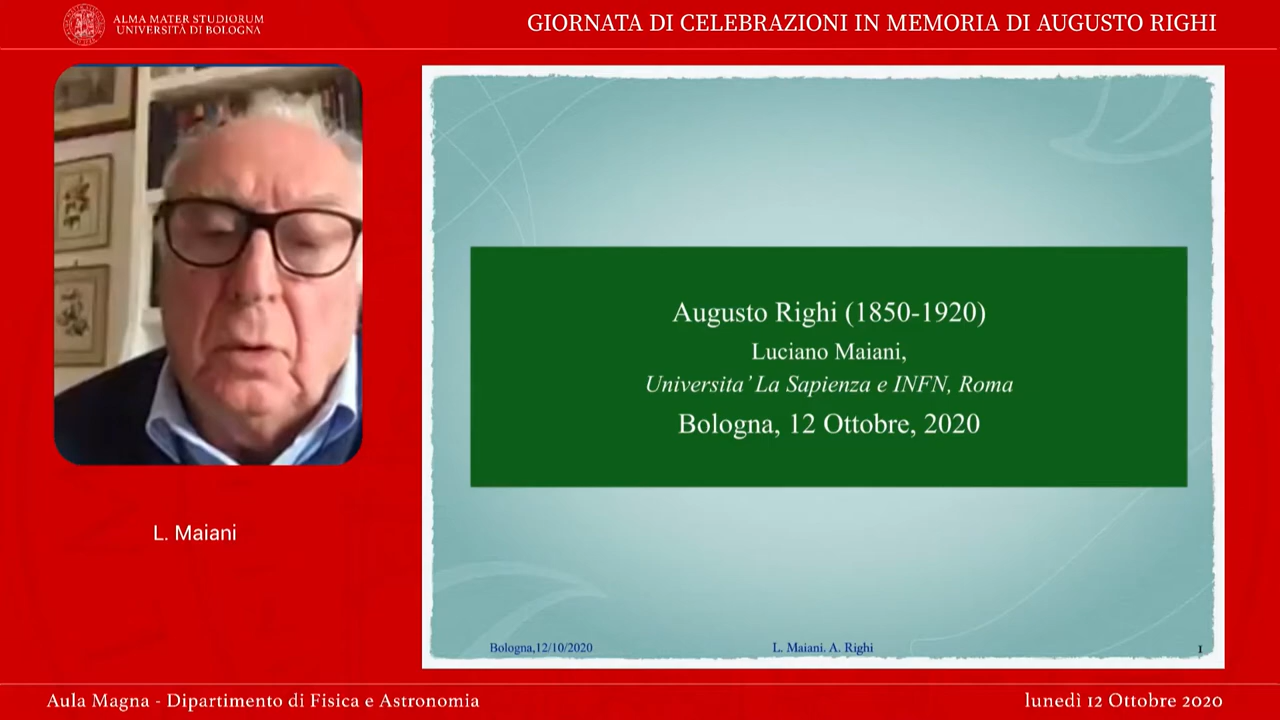 ALMA MATER STUDIORUM
UNIVERSITÀ DI BOLOGNA
GIORNATA DI CELEBRAZIONI IN MEMORIA DI AUGUSTO RIGHI
Augusto Righi (1850-1920)
Luciano Maiani,
Universita' La Sapienza e INFN, Roma
Bologna, 12 Ottobre, 2020
L. Maiani
Bologna,12/10/2020
L. Maiani. A. Righi
1
Aula Magna - Dipartimento di Fisica e Astronomia
lunedì 12 Ottobre 2020